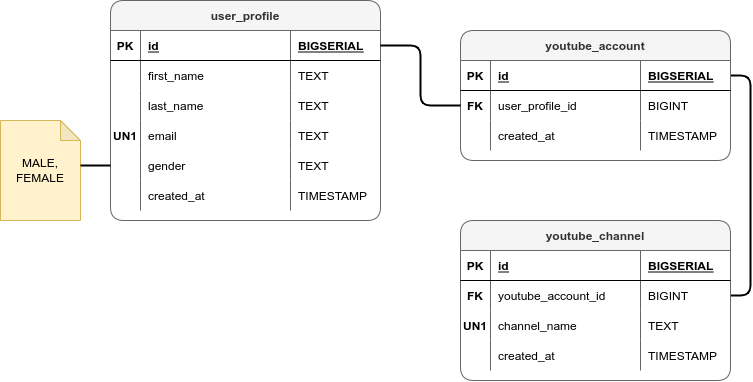 user_profile
PK id BIGSERIAL
first_name TEXT
last_name TEXT
UN1 email TEXT
gender TEXT
created_at TIMESTAMP
MALE,
FEMALE
youtube_account
PK id BIGSERIAL
FK user_profile_id BIGINT
created_at TIMESTAMP
youtube_channel
PK id BIGSERIAL
FK youtube_account_id BIGINT
UN1 channel_name TEXT
created_at TIMESTAMP